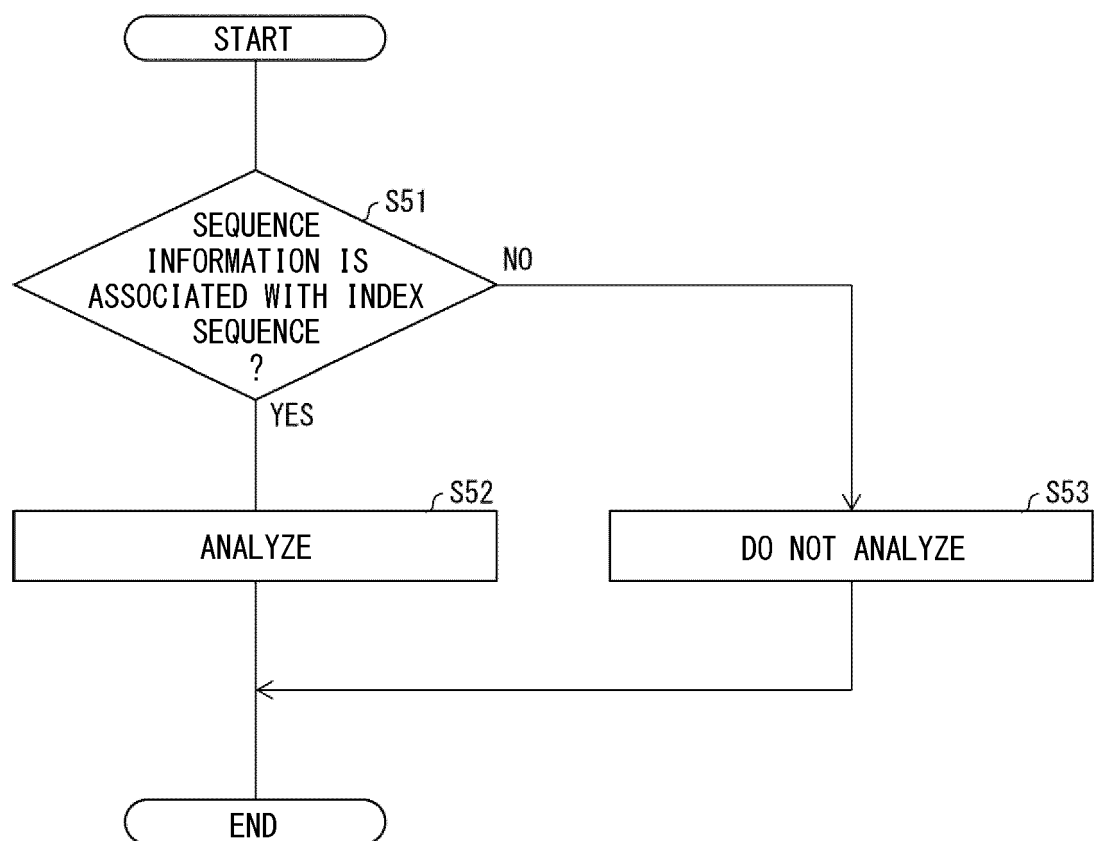 START
S51
SEQUENCE
INFORMATION IS
ASSOCIATED WITH INDEX
SEQUENCE
?
NO
YES
S52
ANALYZE
S53
DO NOT ANALYZE
END